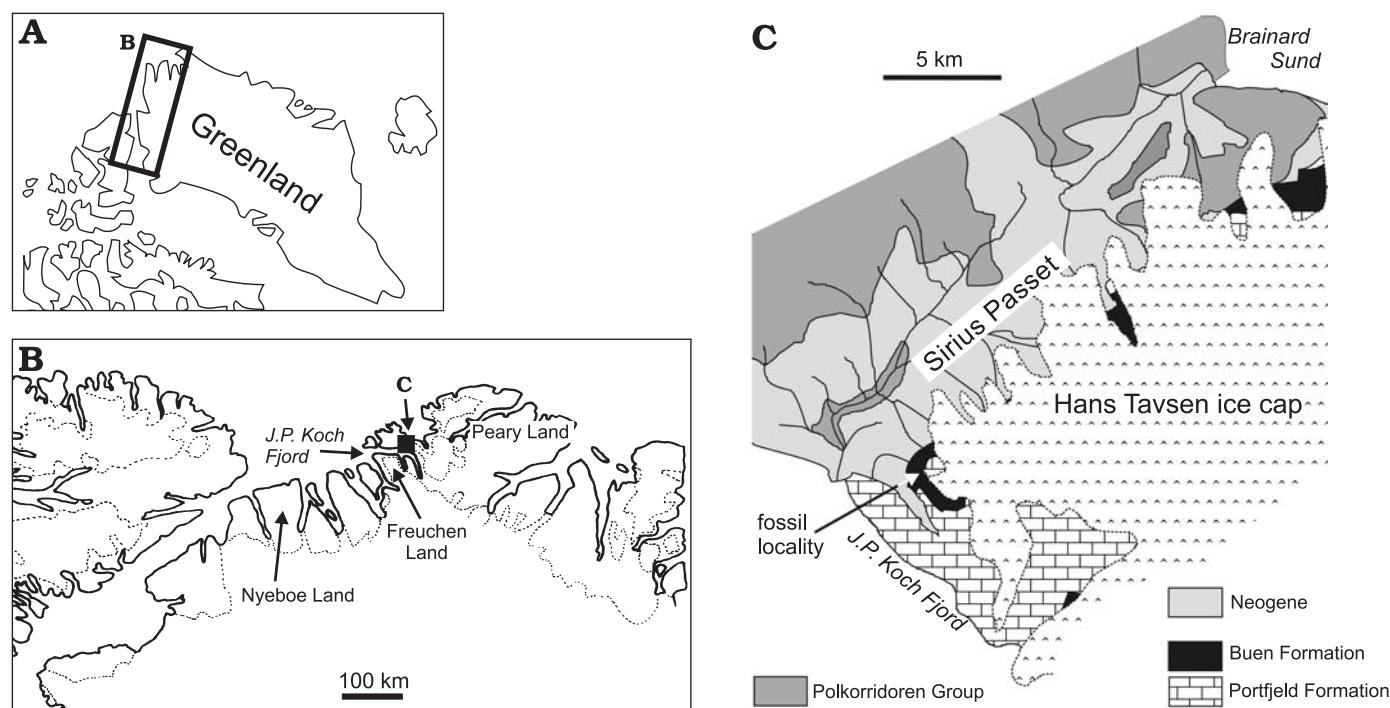 A
B
Greenland
B
C
J.P. Koch
Fjord
Peary Land
Freuchen
Land
Nyeboe Land
100 km
C
5 km
Brainard
Sund
Sirius Passet
Hans Tavsen ice cap
fossil
locality
J.P. Koch Fjord
Neogene
Buen Formation
Polkorridoren Group
Portfjeld Formation